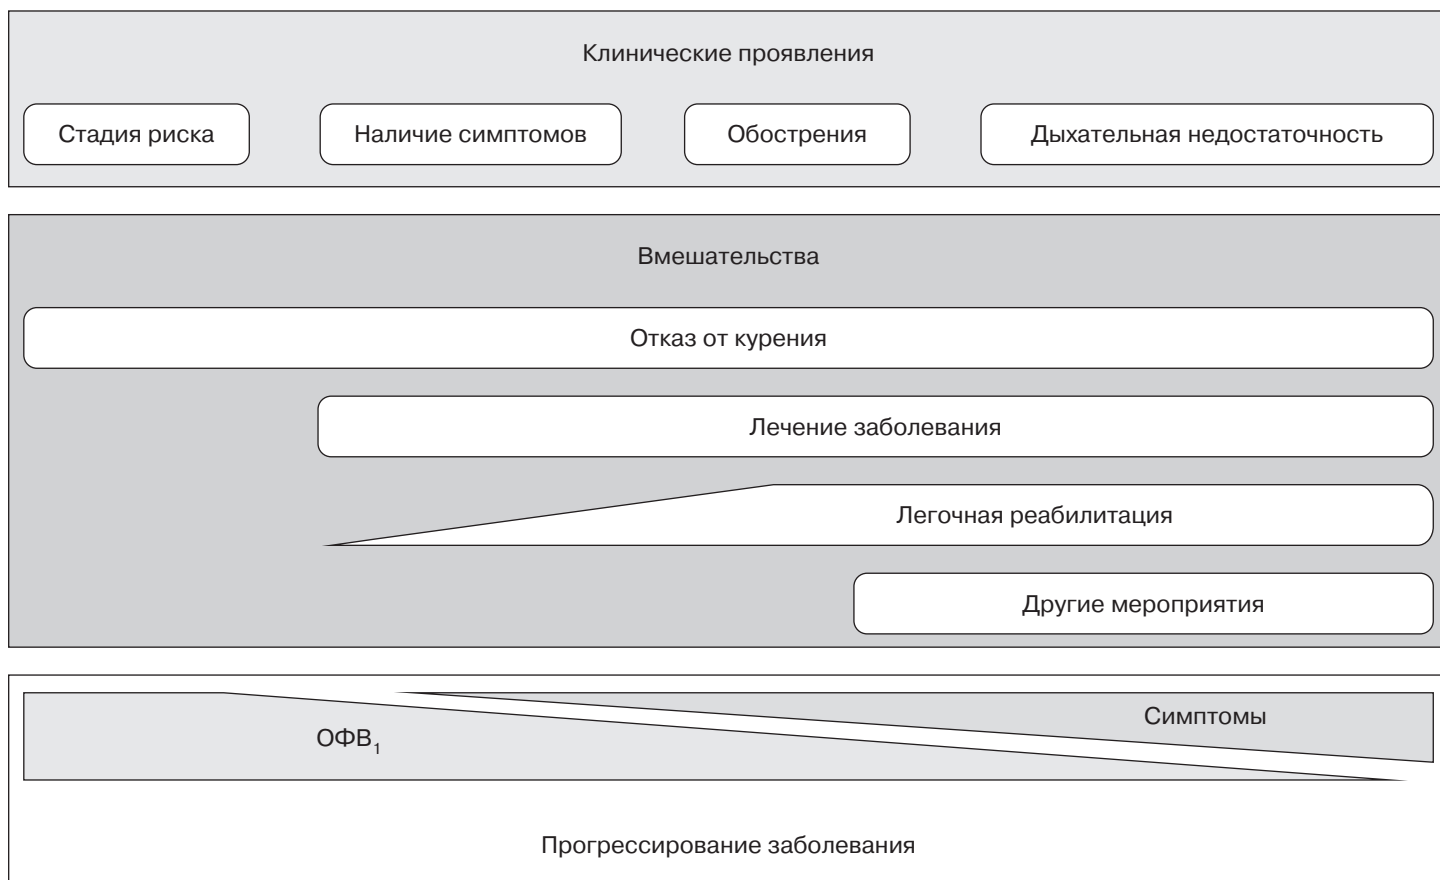 Клинические проявления
Стадия риска
Наличие симптомов
Обострения
Дыхательная недостаточность
Вмешательства
Отказ от курения
Лечение заболевания
Легочная реабилитация
Другие мероприятия
Симптомы
ОФВ₁
Прогрессирование заболевания